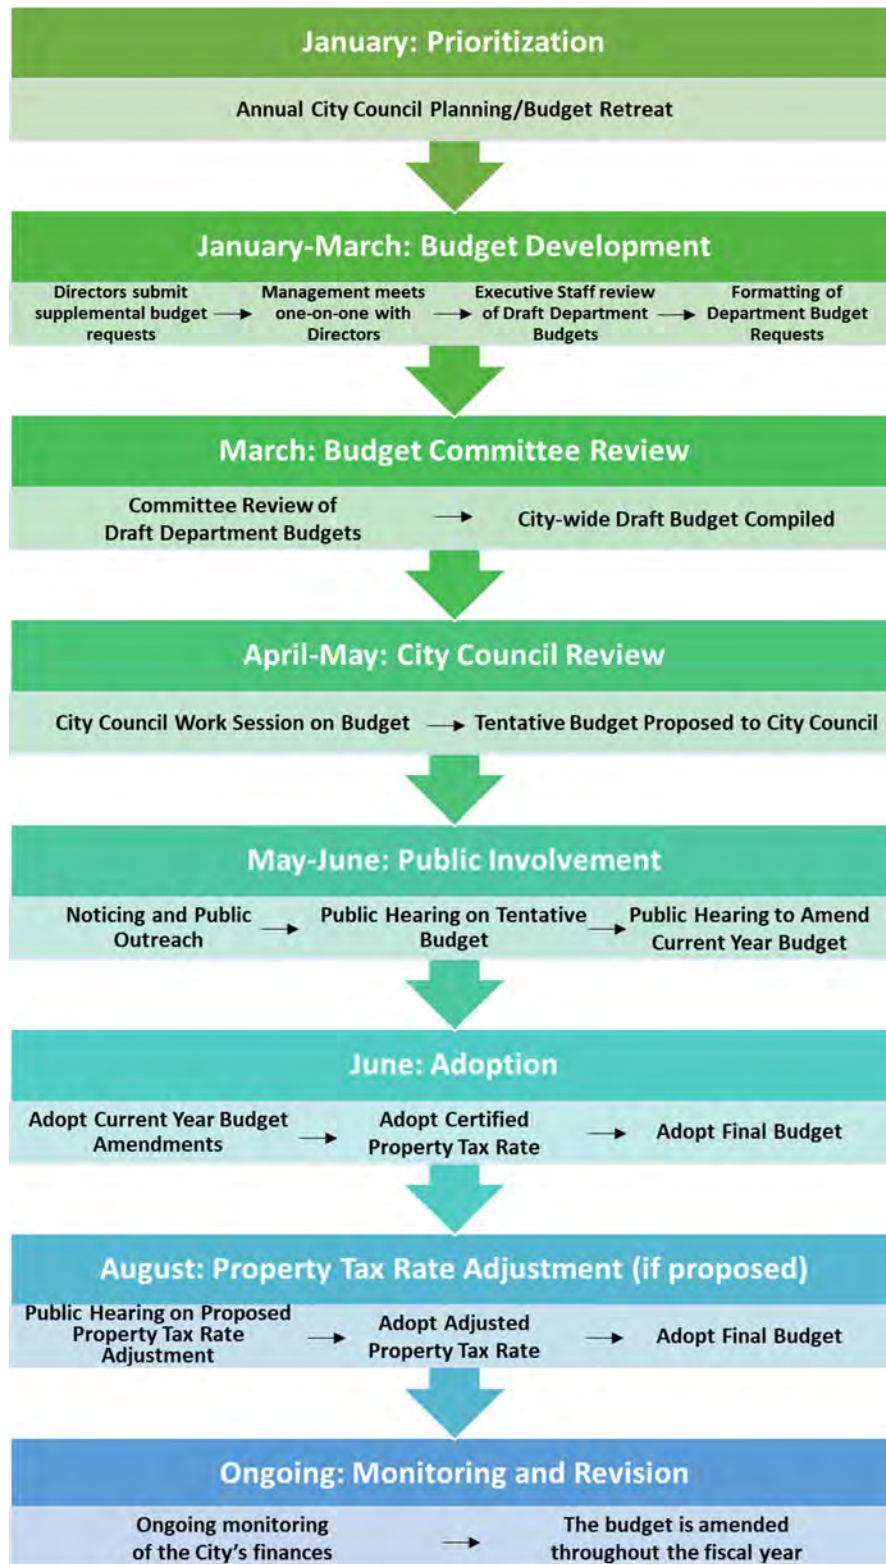 January: Prioritization
Annual City Council Planning/Budget Retreat
January-March: Budget Development
Directors submit
supplemental budget
requests
Management meets
one-on-one with
Directors
Executive Staff review
of Draft Department
Budgets
Formatting of
Department Budget
Requests
March: Budget Committee Review
Committee Review of
Draft Department Budgets
City-wide Draft Budget Compiled
April-May: City Council Review
City Council Work Session on Budget
Tentative Budget Proposed to City Council
May-June: Public Involvement
Noticing and Public
Outreach
Public Hearing on Tentative
Budget
Public Hearing to Amend
Current Year Budget
June: Adoption
Adopt Current Year Budget
Amendments
Adopt Certified
Property Tax Rate
Adopt Final Budget
August: Property Tax Rate Adjustment (if proposed)
Public Hearing on Proposed
Property Tax Rate
Adjustment
Adopt Adjusted
Property Tax Rate
Adopt Final Budget
Ongoing: Monitoring and Revision
Ongoing monitoring
of the City's finances
The budget is amended
throughout the fiscal year